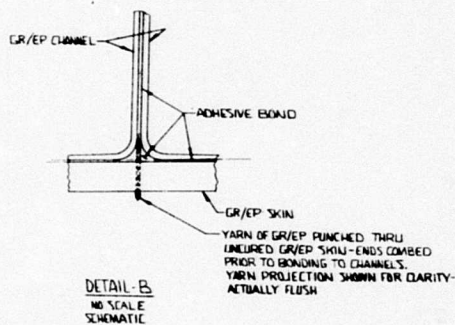 GR/EP CHANNEL
ADHESIVE BOND
GR/EP SKIN
YARN OF GR/EP PUNCHED THRU
UNCURED GR/EP SKIN-ENDS COMBED
PRIOR TO BONDING TO CHANNELS.
YARN PROJECTION SHOWN FOR CLARITY-
ACTUALLY FLUSH
DETAIL-B
NO SCALE
SCHEMATIC